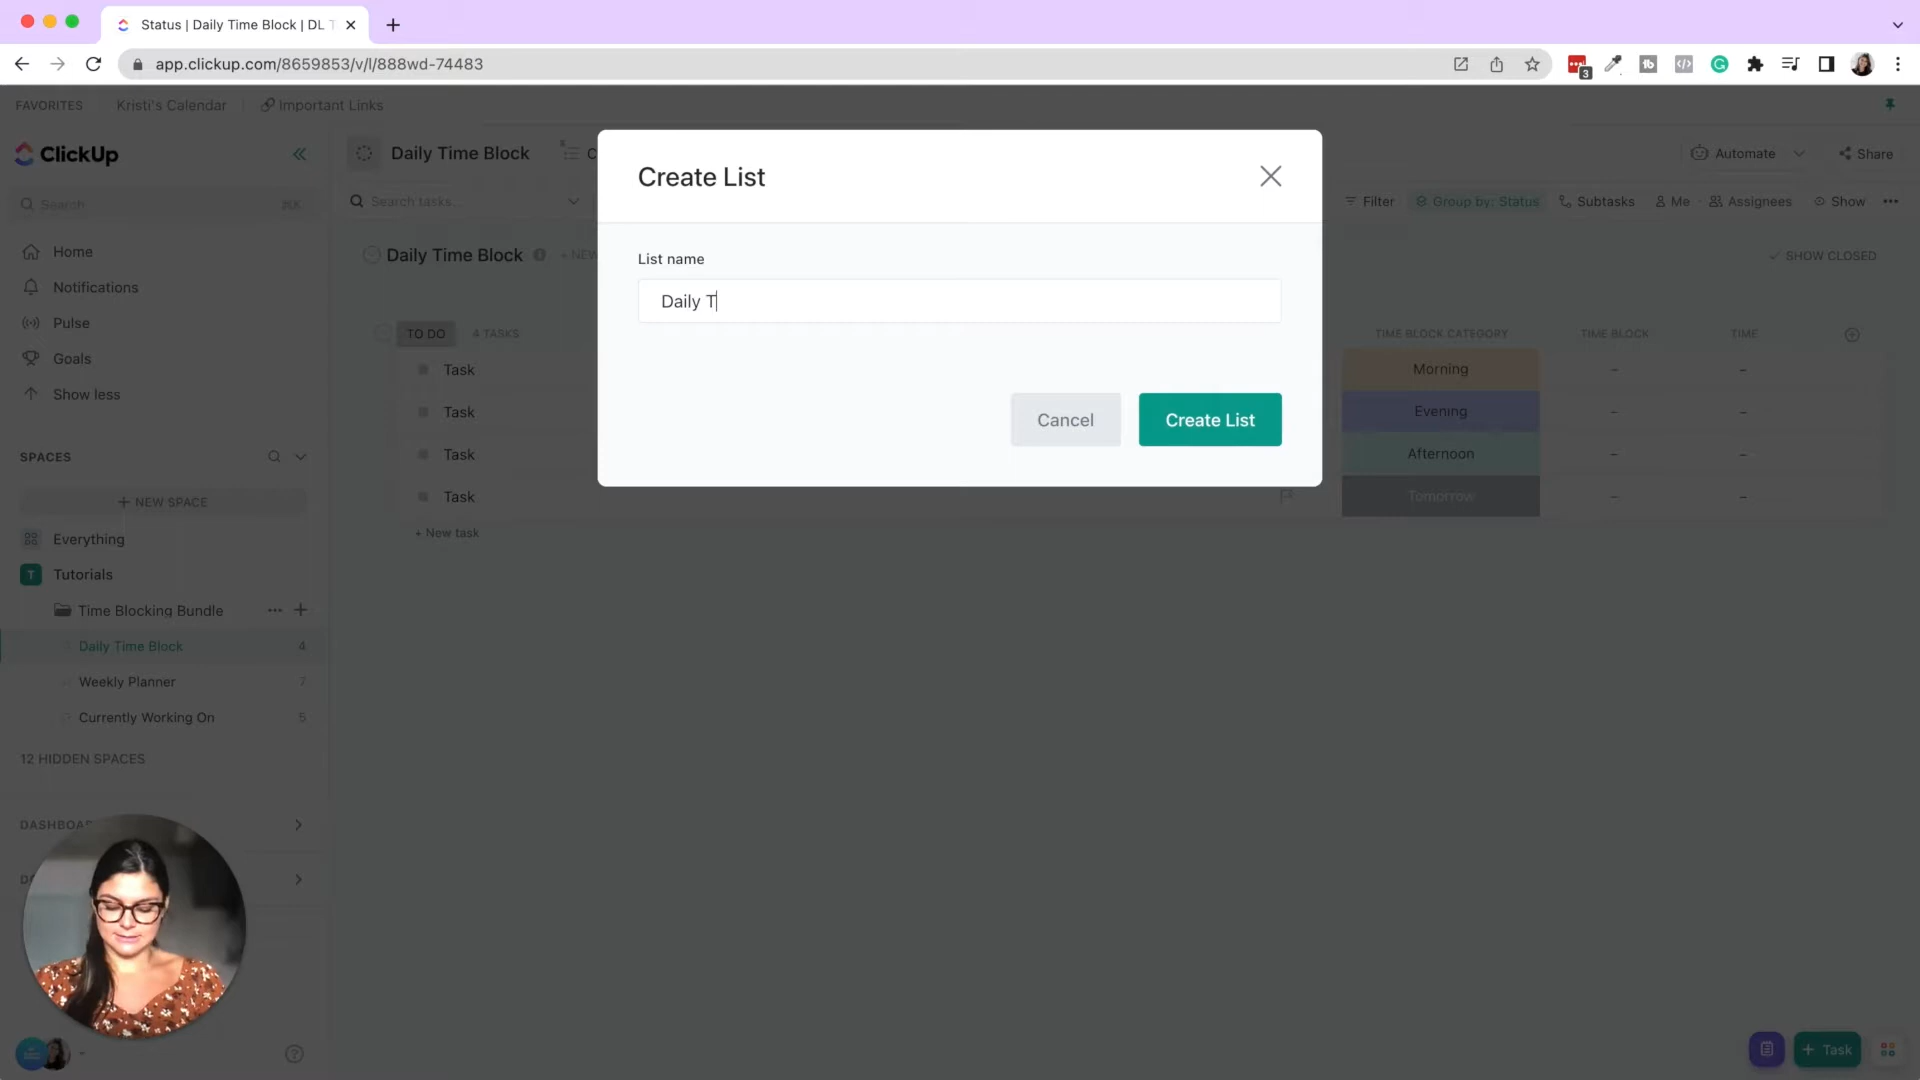 Status | Daily Time Block | DL T
app.clickup.com/8659853/v/l/888wd-74483
3
FAVORITES
Kristi's Calendar
Important Links
ClickUp
Daily Time Block
C
Automate
Share
Search
⌘K
Search tasks...
Filter
Group by: Status
Subtasks
Me
Assignees
Show
Create List
List name
Daily T
Cancel
Create List
Home
Notifications
Pulse
Goals
Show less
Daily Time Block
+ NEW
SHOW CLOSED
TO DO
4 TASKS
TIME BLOCK CATEGORY
TIME BLOCK
TIME
Task
Morning
–
–
Task
Evening
–
–
Task
Afternoon
–
–
Task
Tomorrow
–
–
+ New task
SPACES
+ NEW SPACE
Everything
T
Tutorials
Time Blocking Bundle
Daily Time Block
4
Weekly Planner
7
Currently Working On
5
12 HIDDEN SPACES
DASHBOA
+ Task